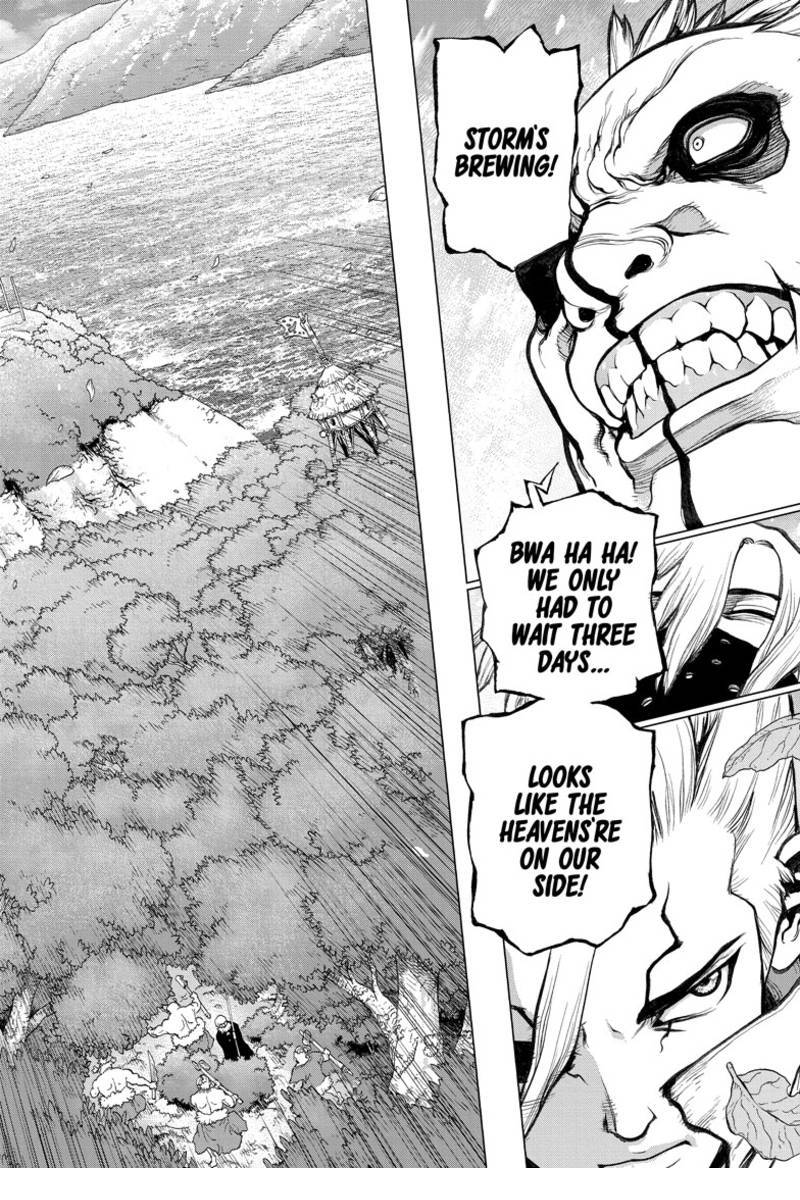 STORM'S
BREWING!
BWA HA HA!
WE ONLY
HAD TO
WAIT THREE
DAYS...
LOOKS
LIKE THE
HEAVENS'RE
ON OUR
SIDE!